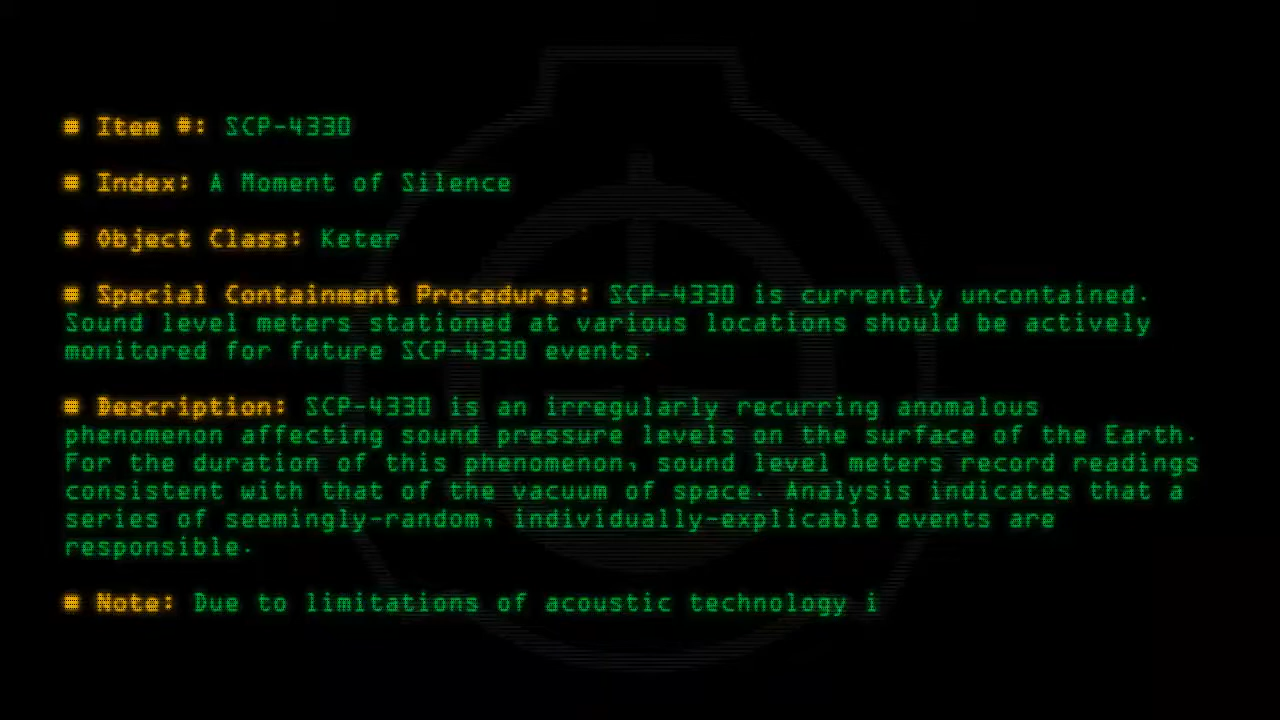 ■ Item #: SCP-4330
■ Index: A Moment of Silence
■ Object Class: Keter
■ Special Containment Procedures: SCP-4330 is currently uncontained.
Sound level meters stationed at various locations should be actively
monitored for future SCP-4330 events.
■ Description: SCP-4330 is an irregularly recurring anomalous
phenomenon affecting sound pressure levels on the surface of the Earth.
For the duration of this phenomenon, sound level meters record readings
consistent with that of the vacuum of space. Analysis indicates that a
series of seemingly-random, individually-explicable events are
responsible.
■ Note: Due to limitations of acoustic technology i